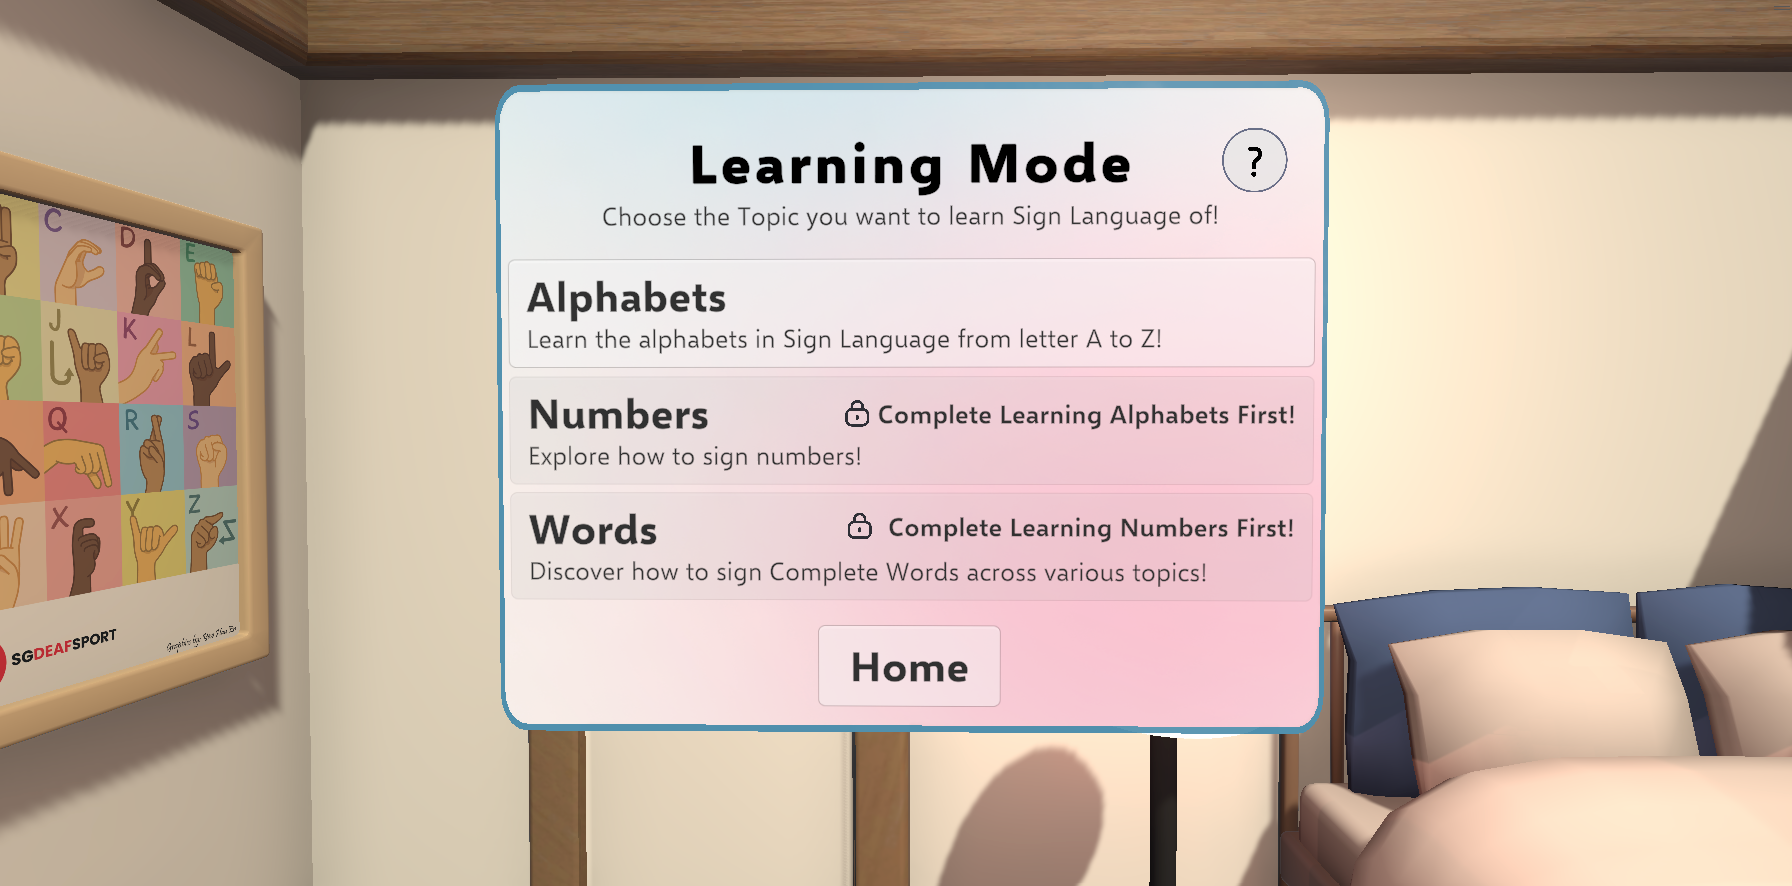 Learning Mode
?
Choose the Topic you want to learn Sign Language of!
Alphabets
Learn the alphabets in Sign Language from letter A to Z!
Numbers
Complete Learning Alphabets First!
Explore how to sign numbers!
Words
Complete Learning Numbers First!
Discover how to sign Complete Words across various topics!
Home
C
D
E
J
K
L
Q
R
S
X
Y
Z
SGDEAFSPORT